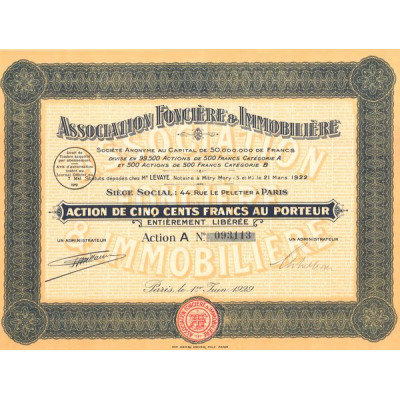 ASSOCIATION FONCIÈRE & IMMOBILIÈRE
SOCIÉTÉ ANONYME AU CAPITAL DE 50.000.000 DE FRANCS
DIVISÉ EN 99.500 ACTIONS DE 500 FRANCS CATÉGORIE A
ET 500 ACTIONS DE 500 FRANCS CATÉGORIE B
Statuts déposés chez Me LEVAYE Notaire à Mitry-Mory (S. et M.) le 21 Mars 1922
SIÈGE SOCIAL: 44, RUE LE PELETIER À PARIS
ACTION DE CINQ CENTS FRANCS AU PORTEUR
ENTIÈREMENT LIBÉRÉE
Action A No 093,113
UN ADMINISTRATEUR
UN ADMINISTRATEUR
Paris, le 1er Juin 1929